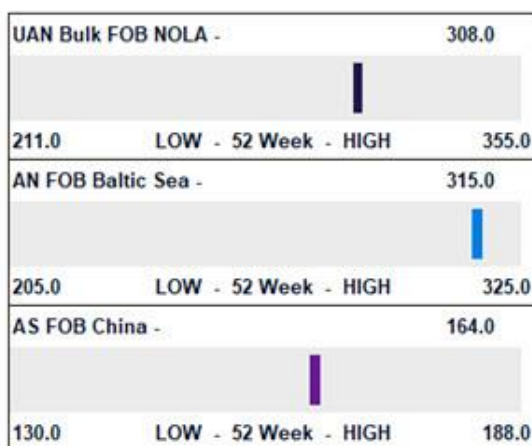 UAN Bulk FOB NOLA - 308.0
211.0 LOW - 52 Week - HIGH 355.0
AN FOB Baltic Sea - 315.0
205.0 LOW - 52 Week - HIGH 325.0
AS FOB China - 164.0
130.0 LOW - 52 Week - HIGH 188.0